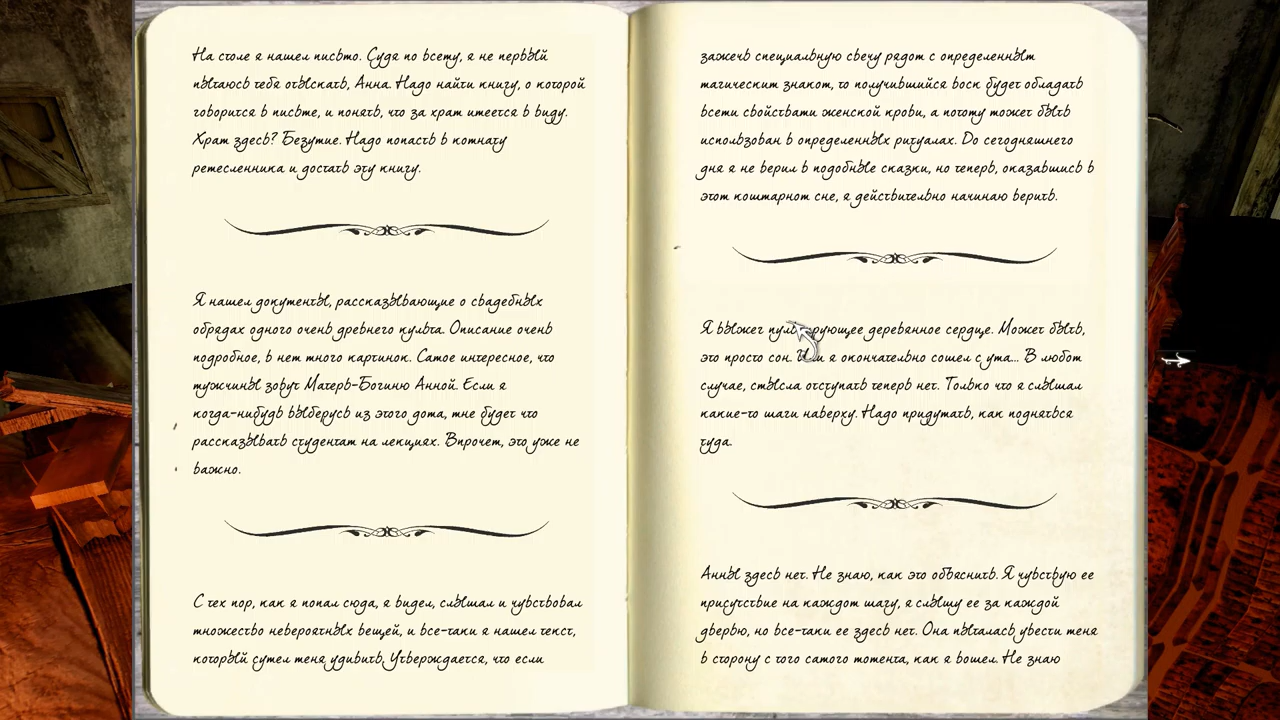 На столе я нашел письмо. Судя по всему, я не первый
пытаюсь тебя отыскать, Анна. Надо найти книгу, о которой
говорится в письме, и понять, что за храм имеется в виду.
Храм здесь? Безумие. Надо попасть в комнату
ремесленника и достать эту книгу.
Я нашел документы, рассказывающие о свадебных
обрядах одного очень древнего культа. Описание очень
подробное, в нем много картинок. Самое интересное, что
мужчины зовут Матерь-Богиню Анной. Если я
когда-нибудь выберусь из этого дома, мне будет что
рассказывать студентам на лекциях. Впрочем, это уже не
важно.
С тех пор, как я попал сюда, я видел, слышал и чувствовал
множество невероятных вещей, и все-таки я нашел текст,
который сумел меня удивить. Утверждается, что если
зажечь специальную свечу рядом с определенным
магическим знаком, то получившийся воск будет обладать
всеми свойствами женской крови, а потому может быть
использован в определенных ритуалах. До сегодняшнего
дня я не верил в подобные сказки, но теперь, оказавшись в
этом кошмарном сне, я действительно начинаю верить.
Я выжег пульсирующее деревянное сердце. Может быть,
это просто сон. Или я окончательно сошел с ума... В любом
случае, смысла отступать теперь нет. Только что я слышал
какие-то шаги наверху. Надо придумать, как подняться
туда.
Анны здесь нет. Не знаю, как это объяснить. Я чувствую ее
присутствие на каждом шагу, я слышу ее за каждой
дверью, но все-таки ее здесь нет. Она пыталась увести меня
в сторону с того самого момента, как я вошел. Не знаю